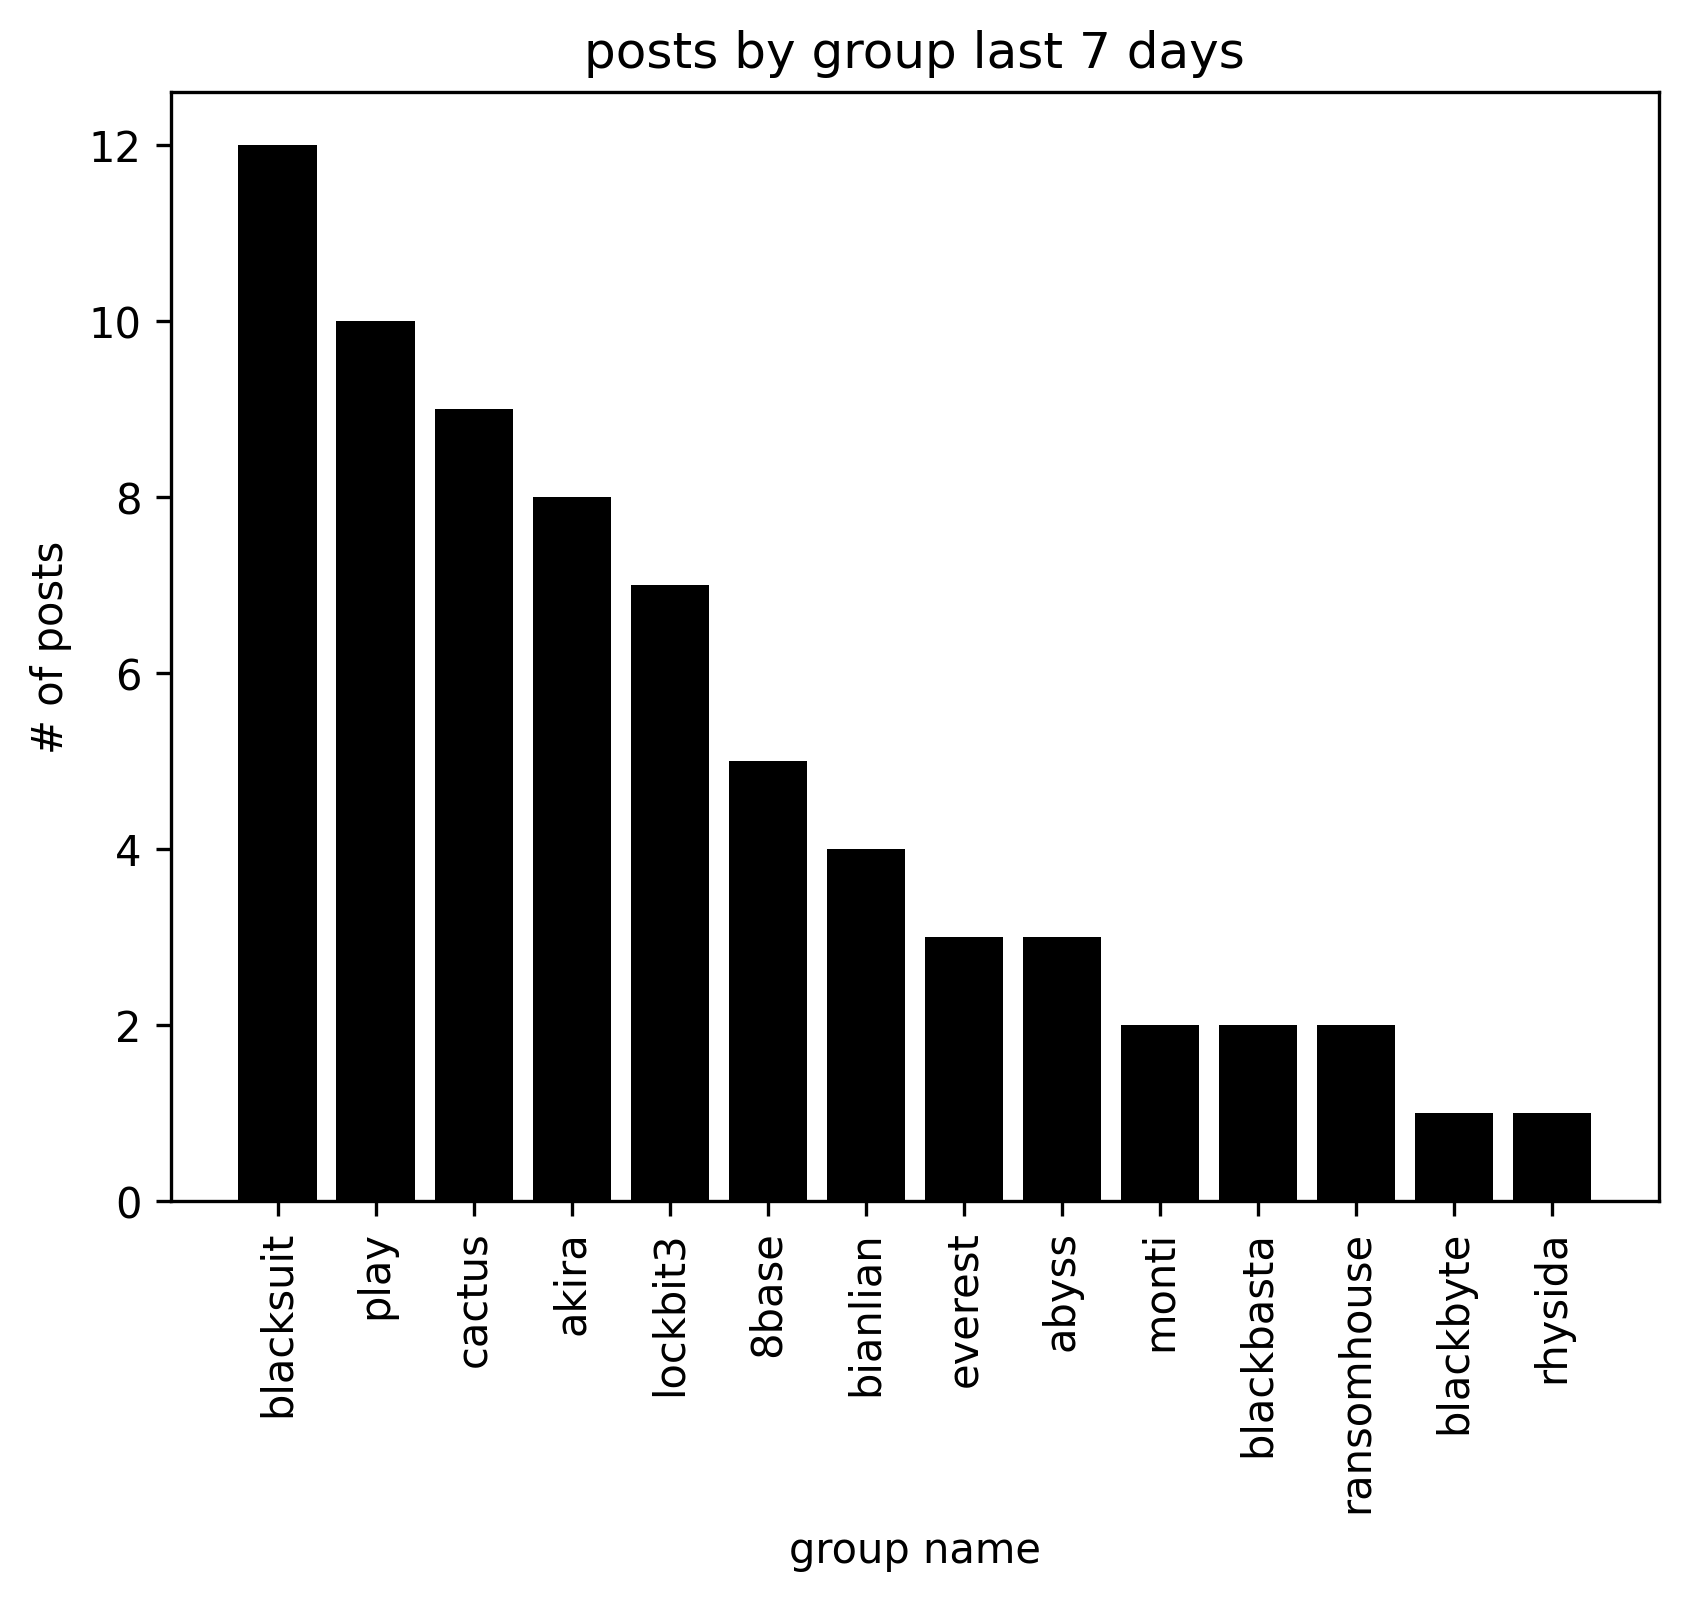 posts by group last 7 days
12
10
8
6
4
2
0
# of posts
blacksuit
play
cactus
akira
lockbit3
8base
bianlian
everest
abyss
monti
blackbasta
ransomhouse
blackbyte
rhysida
group name